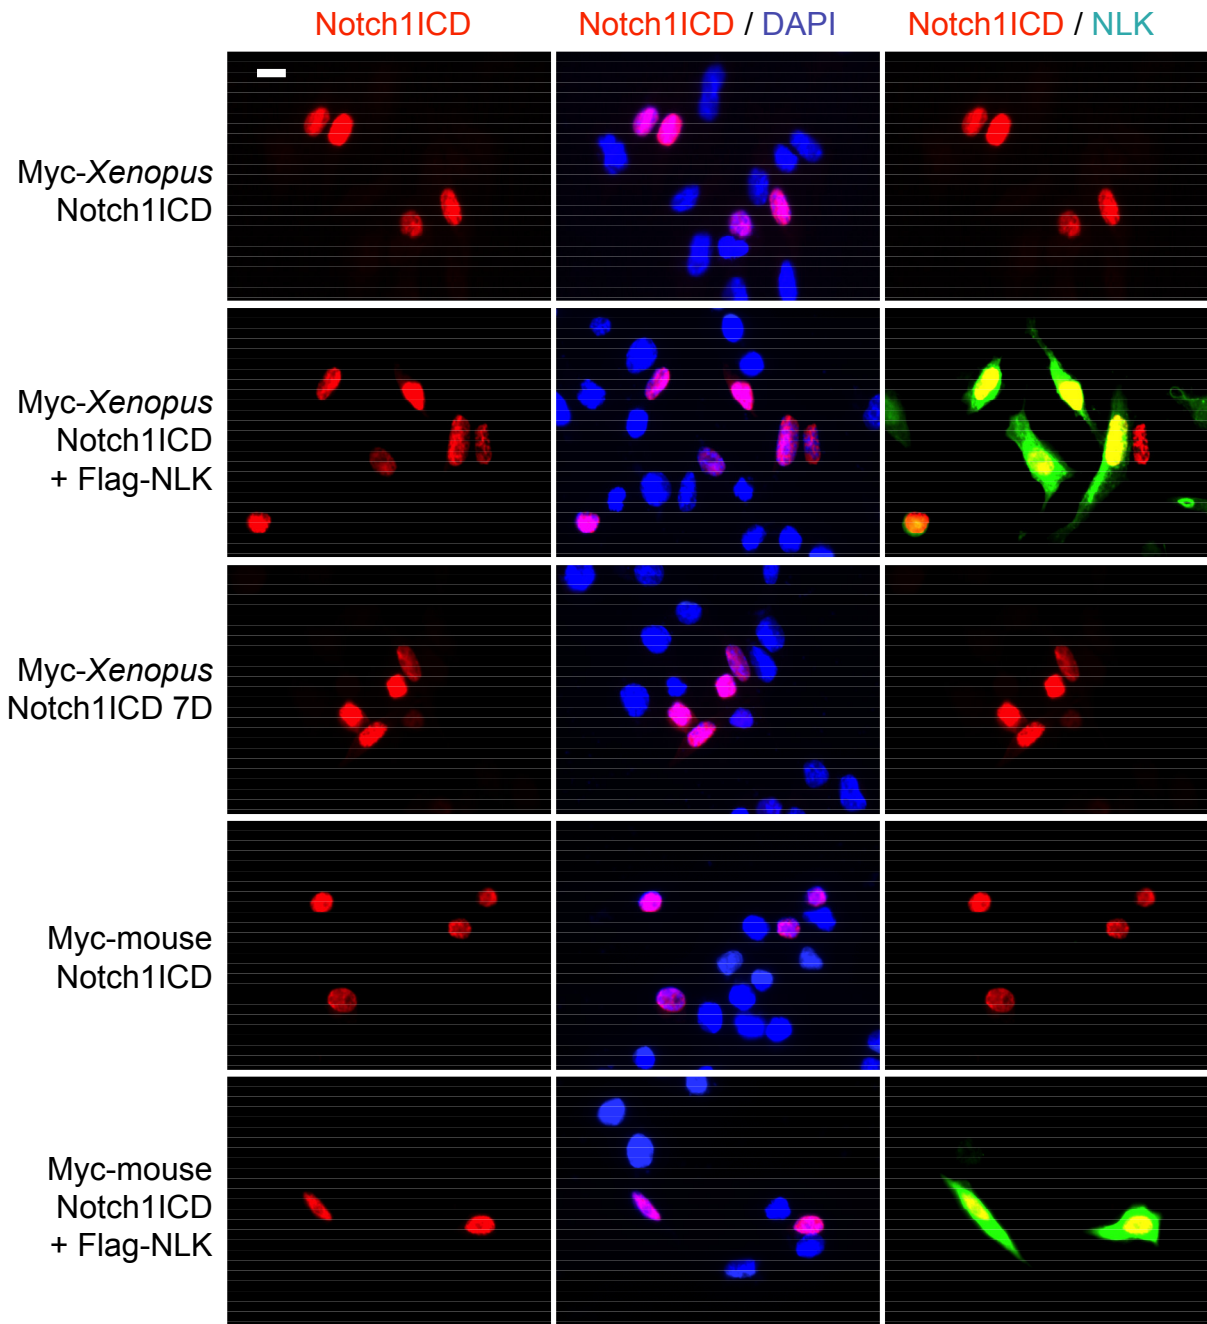 Notch1ICD Notch1ICD / DAPI Notch1ICD / NLK
Myc-Xenopus
Notch1ICD
Myc-Xenopus
Notch1ICD
+ Flag-NLK
Myc-Xenopus
Notch1ICD 7D
Myc-mouse
Notch1ICD
Myc-mouse
Notch1ICD
+ Flag-NLK